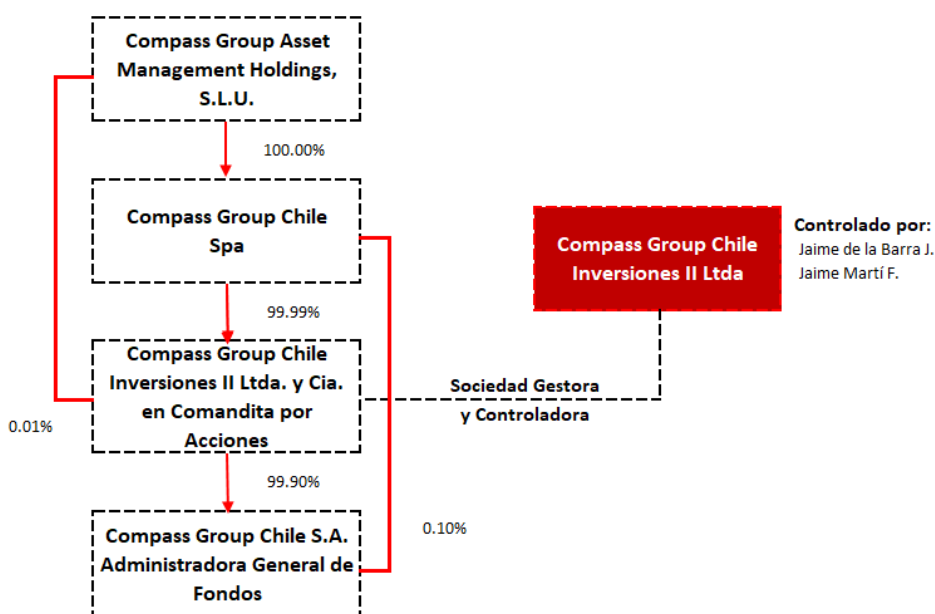 Compass Group Asset
Management Holdings,
S.L.U.
100.00%
Compass Group Chile
Spa
99.99%
Compass Group Chile
Inversiones II Ltda. y Cia.
en Comandita por
Acciones
0.01%
99.90%
Compass Group Chile S.A.
Administradora General de
Fondos
0.10%
Sociedad Gestora
y Controladora
Compass Group Chile
Inversiones II Ltda
Controlado por:
Jaime de la Barra J.
Jaime Martí F.